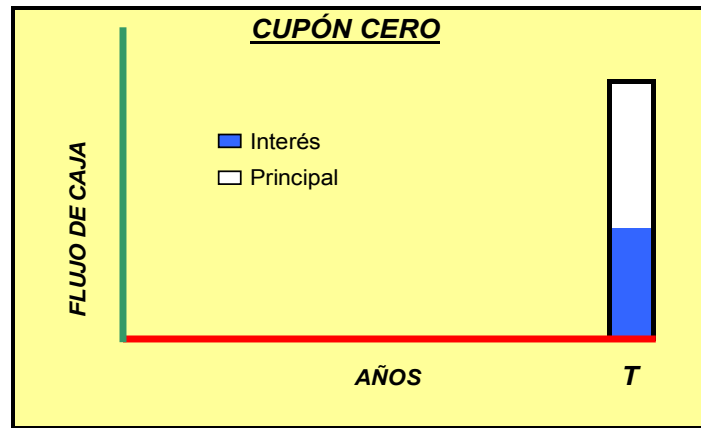 CUPÓN CERO
Interés
Principal
FLUJO DE CAJA
AÑOS
T